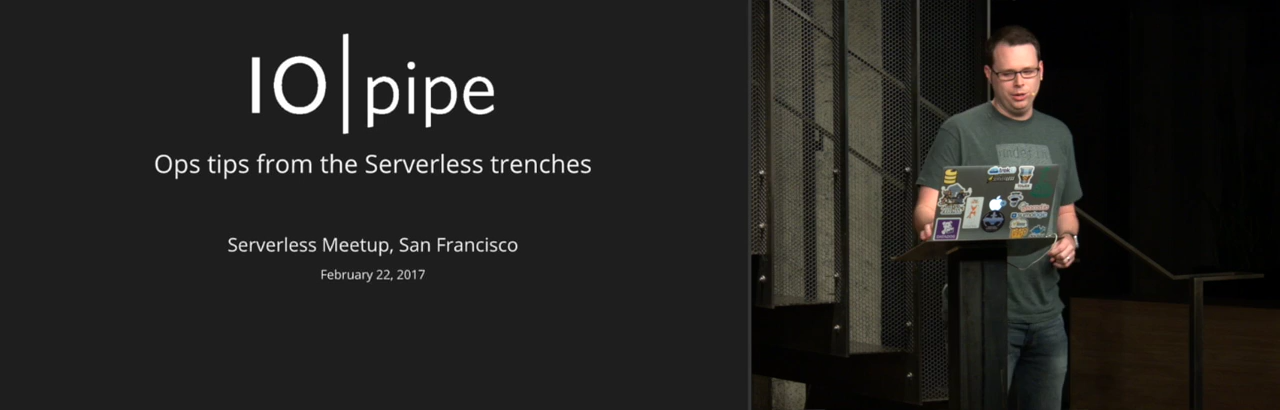 IO|pipe
Ops tips from the Serverless trenches
Serverless Meetup, San Francisco
February 22, 2017